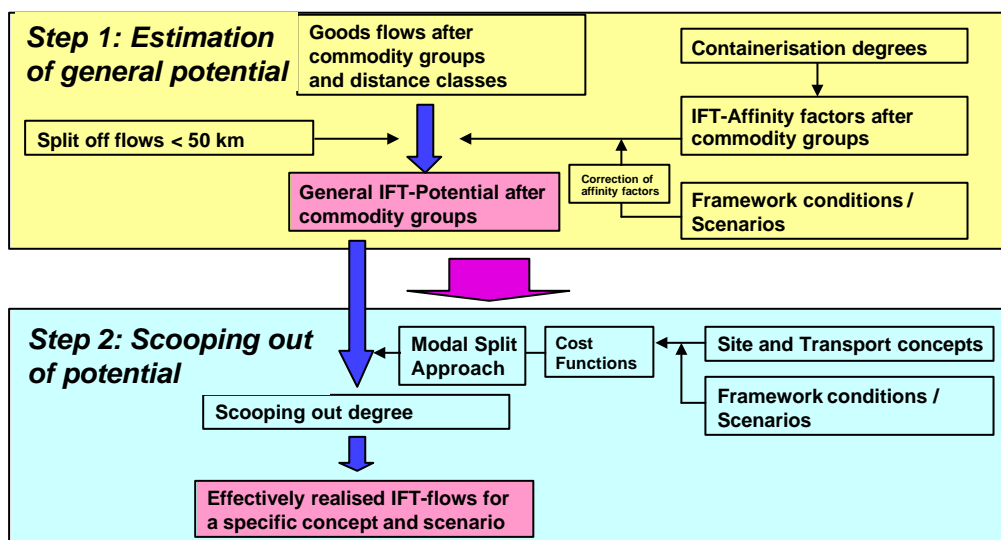 Step 1: Estimation
of general potential
Goods flows after
commodity groups
and distance classes
Containerisation degrees
Split off flows < 50 km
IFT-Affinity factors after
commodity groups
Correction of
affinity factors
General IFT-Potential after
commodity groups
Framework conditions /
Scenarios
Step 2: Scooping out
of potential
Modal Split
Approach
Cost
Functions
Site and Transport concepts
Scooping out degree
Framework conditions /
Scenarios
Effectively realised IFT-flows for
a specific concept and scenario